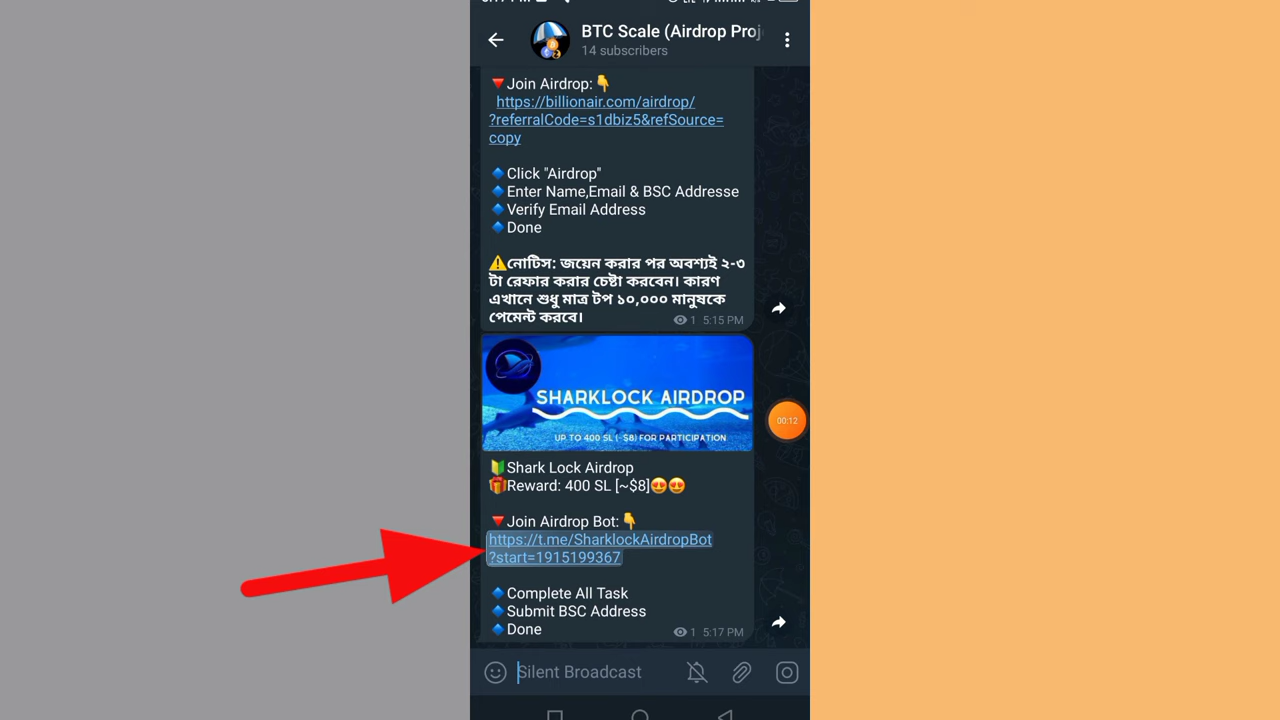 BTC Scale (Airdrop Proj
14 subscribers
🔻Join Airdrop:👇
https://billionair.com/airdrop/
?referralCode=s1dbiz5&refSource=
copy
🔷Click "Airdrop"
🔷Enter Name,Email & BSC Addresse
🔷Verify Email Address
🔷Done
⚠️নোটিস: জয়েন করার পর অবশ্যই ২-৩
টা রেফার করার চেষ্টা করবেন। কারণ
এখানে শুধু মাত্র টপ ১০,০০০ মানুষকে
পেমেন্ট করবে।
1 5:15 PM
SHARKLOCK AIRDROP
UP TO 400 SL (~$8) FOR PARTICIPATION
00:12
🔰Shark Lock Airdrop
🎁Reward: 400 SL [~$8]😍😍
🔻Join Airdrop Bot:👇
https://t.me/SharklockAirdropBot
?start=1915199367
🔷Complete All Task
🔷Submit BSC Address
🔷Done
1 5:17 PM
Silent Broadcast